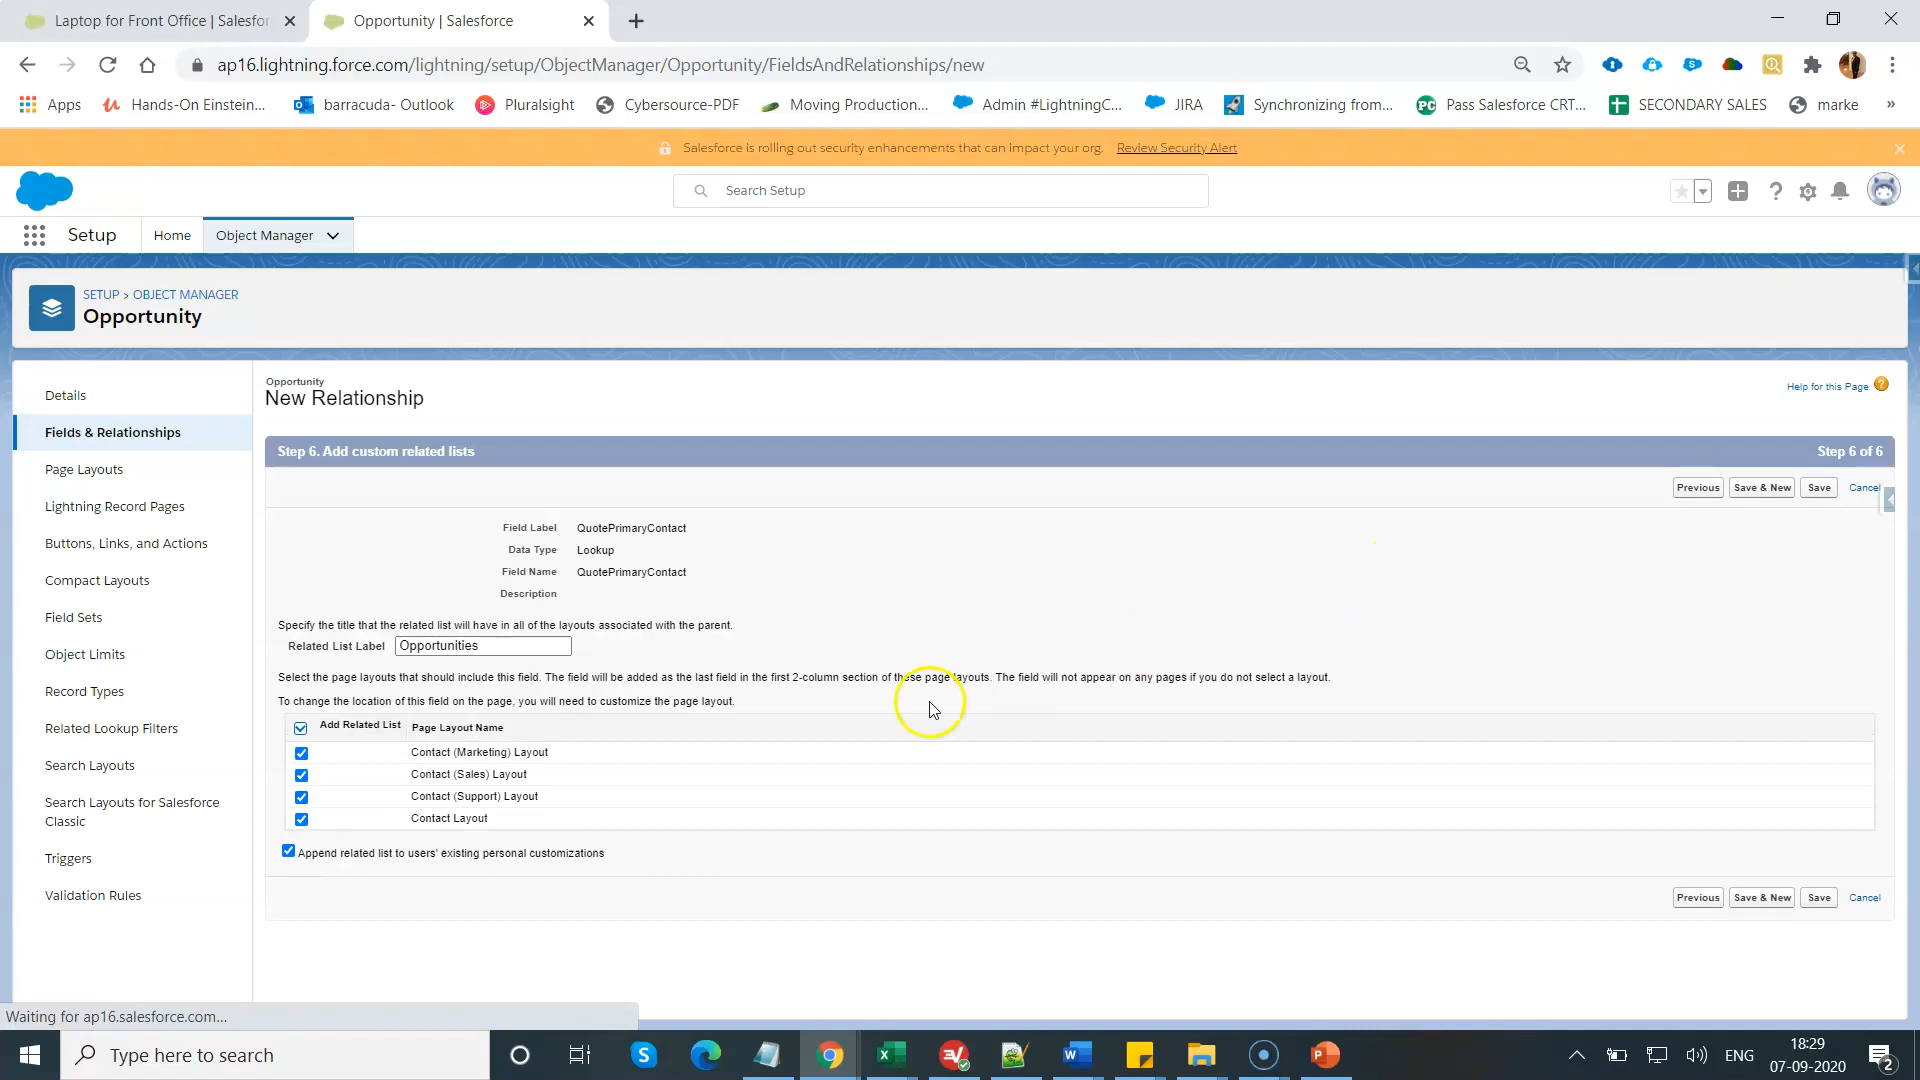 Laptop for Front Office | Salesfor
Opportunity | Salesforce
ap16.lightning.force.com/lightning/setup/ObjectManager/Opportunity/FieldsAndRelationships/new
Apps
Hands-On Einstein...
barracuda- Outlook
Pluralsight
Cybersource-PDF
Moving Production...
Admin #LightningC...
JIRA
Synchronizing from...
Pass Salesforce CRT...
SECONDARY SALES
marke
»
Salesforce is rolling out security enhancements that can impact your org. Review Security Alert
Search Setup
Setup
Home
Object Manager
SETUP > OBJECT MANAGER
Opportunity
Details
Fields & Relationships
Page Layouts
Lightning Record Pages
Buttons, Links, and Actions
Compact Layouts
Field Sets
Object Limits
Record Types
Related Lookup Filters
Search Layouts
Search Layouts for Salesforce
Classic
Triggers
Validation Rules
Opportunity
New Relationship
Help for this Page
Step 6. Add custom related lists
Step 6 of 6
Previous Save & New Save Cancel
Field Label QuotePrimaryContact
Data Type Lookup
Field Name QuotePrimaryContact
Description
Specify the title that the related list will have in all of the layouts associated with the parent.
Related List Label Opportunities
Select the page layouts that should include this field. The field will be added as the last field in the first 2-column section of these page layouts. The field will not appear on any pages if you do not select a layout.
To change the location of this field on the page, you will need to customize the page layout.
Add Related List Page Layout Name
Contact (Marketing) Layout
Contact (Sales) Layout
Contact (Support) Layout
Contact Layout
Append related list to users' existing personal customizations
Previous Save & New Save Cancel
Waiting for ap16.salesforce.com...
Type here to search
ENG
18:29
07-09-2020
2